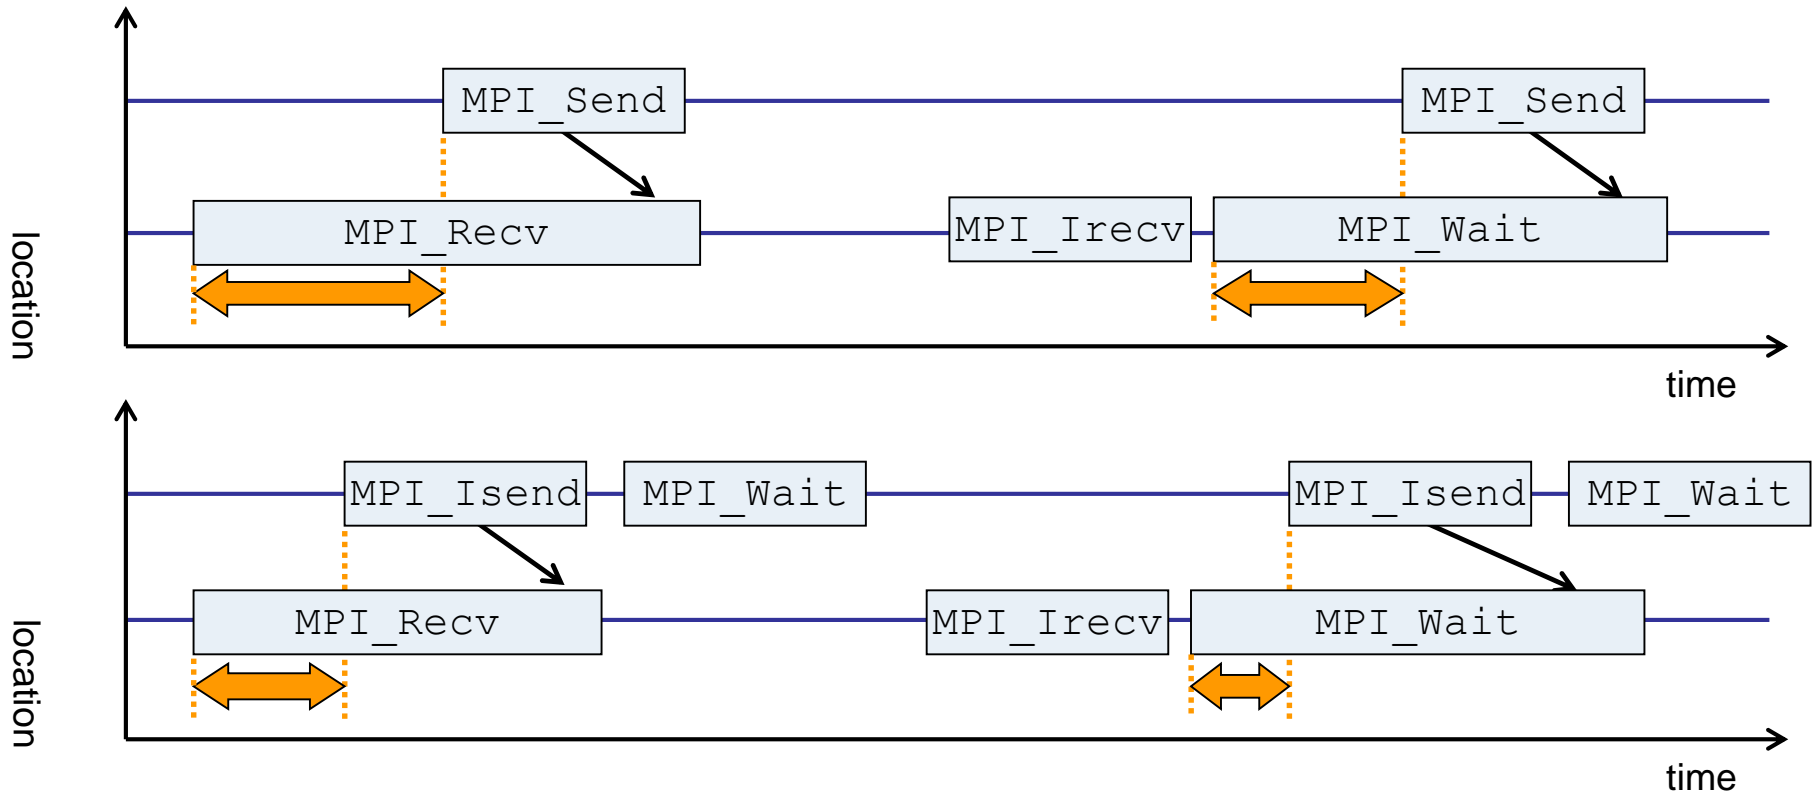 MPI_Send
MPI_Send
MPI_Recv
MPI_Irecv
MPI_Wait
location
time
MPI_Isend
MPI_Wait
MPI_Isend
MPI_Wait
MPI_Recv
MPI_Irecv
MPI_Wait
location
time